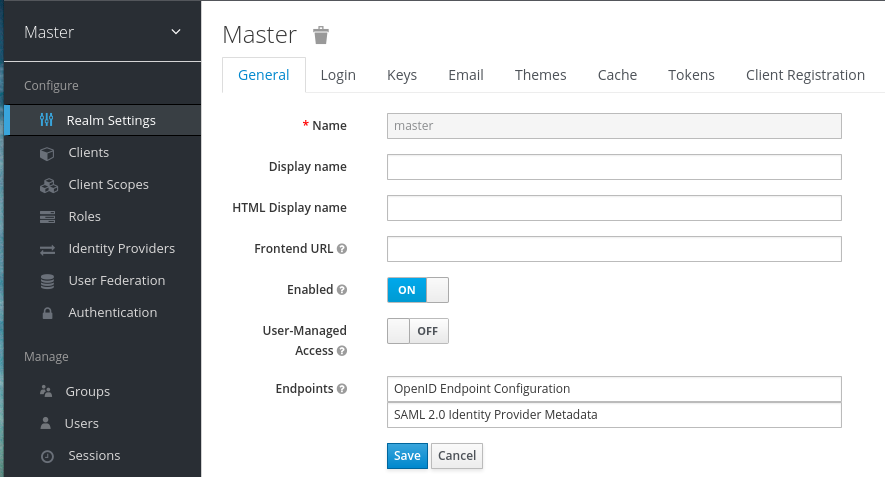 Master
Configure
Realm Settings
Clients
Client Scopes
Roles
Identity Providers
User Federation
Authentication
Manage
Groups
Users
Sessions
Master
General Login Keys Email Themes Cache Tokens Client Registration
* Name master
Display name
HTML Display name
Frontend URL ?
Enabled ? ON
User-Managed
Access ? OFF
Endpoints ? OpenID Endpoint Configuration
SAML 2.0 Identity Provider Metadata
Save Cancel